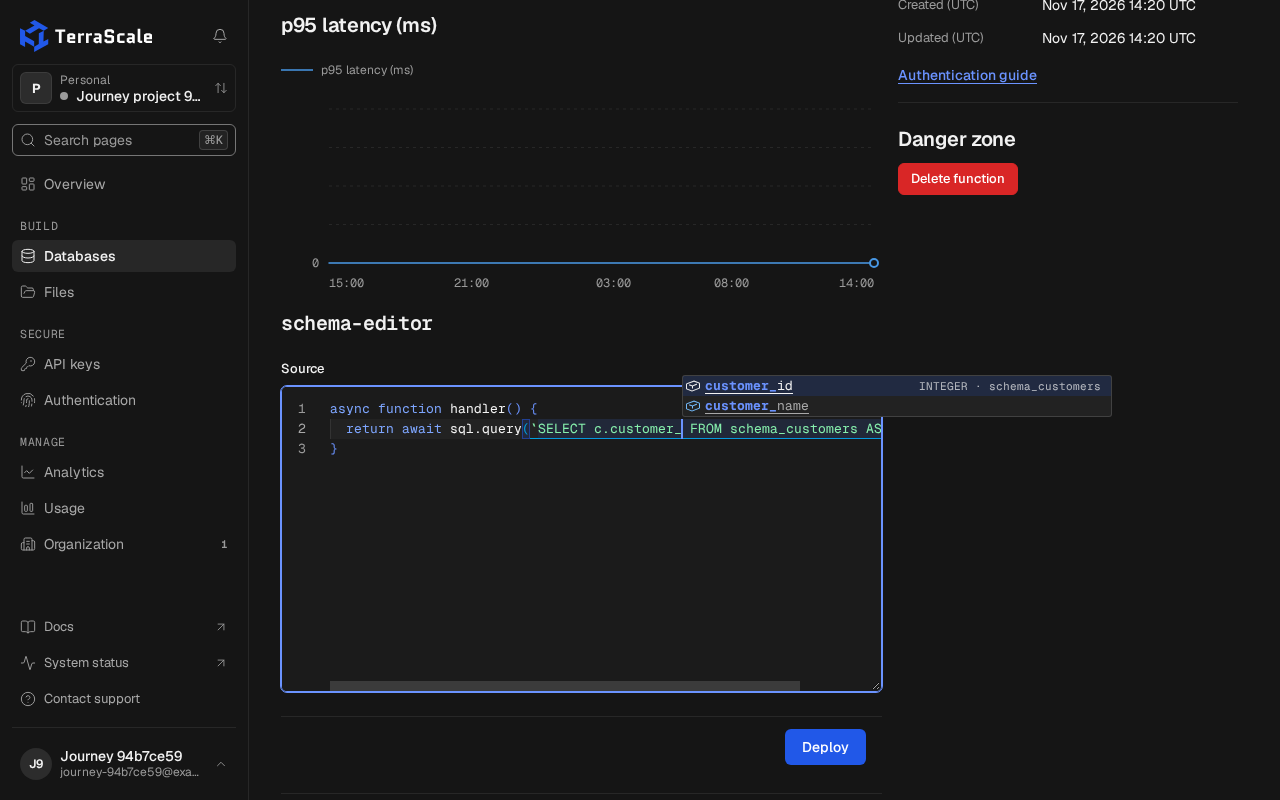 TerraScale
P
Personal
Journey project 9…
Search pages
⌘K
Overview
BUILD
Databases
Files
SECURE
API keys
Authentication
MANAGE
Analytics
Usage
Organization
1
Docs
System status
Contact support
J9
Journey 94b7ce59
journey-94b7ce59@exa…
p95 latency (ms)
p95 latency (ms)
0
15:00
21:00
03:00
08:00
14:00
schema-editor
Source
1 async function handler() {
2 return await sql.query(`SELECT c.customer_ FROM schema_customers AS
3 }
customer_id INTEGER · schema_customers
customer_name
Deploy
Created (UTC) Nov 17, 2026 14:20 UTC
Updated (UTC) Nov 17, 2026 14:20 UTC
Authentication guide
Danger zone
Delete function